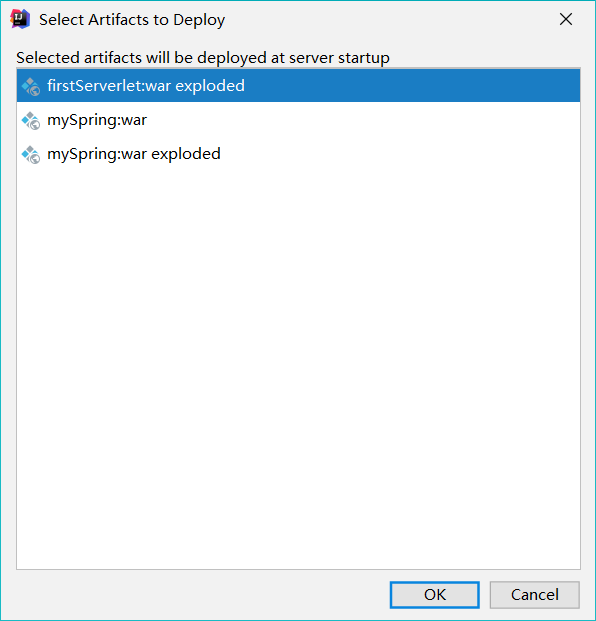 Select Artifacts to Deploy
Selected artifacts will be deployed at server startup
firstServerlet:war exploded
mySpring:war
mySpring:war exploded
OK Cancel